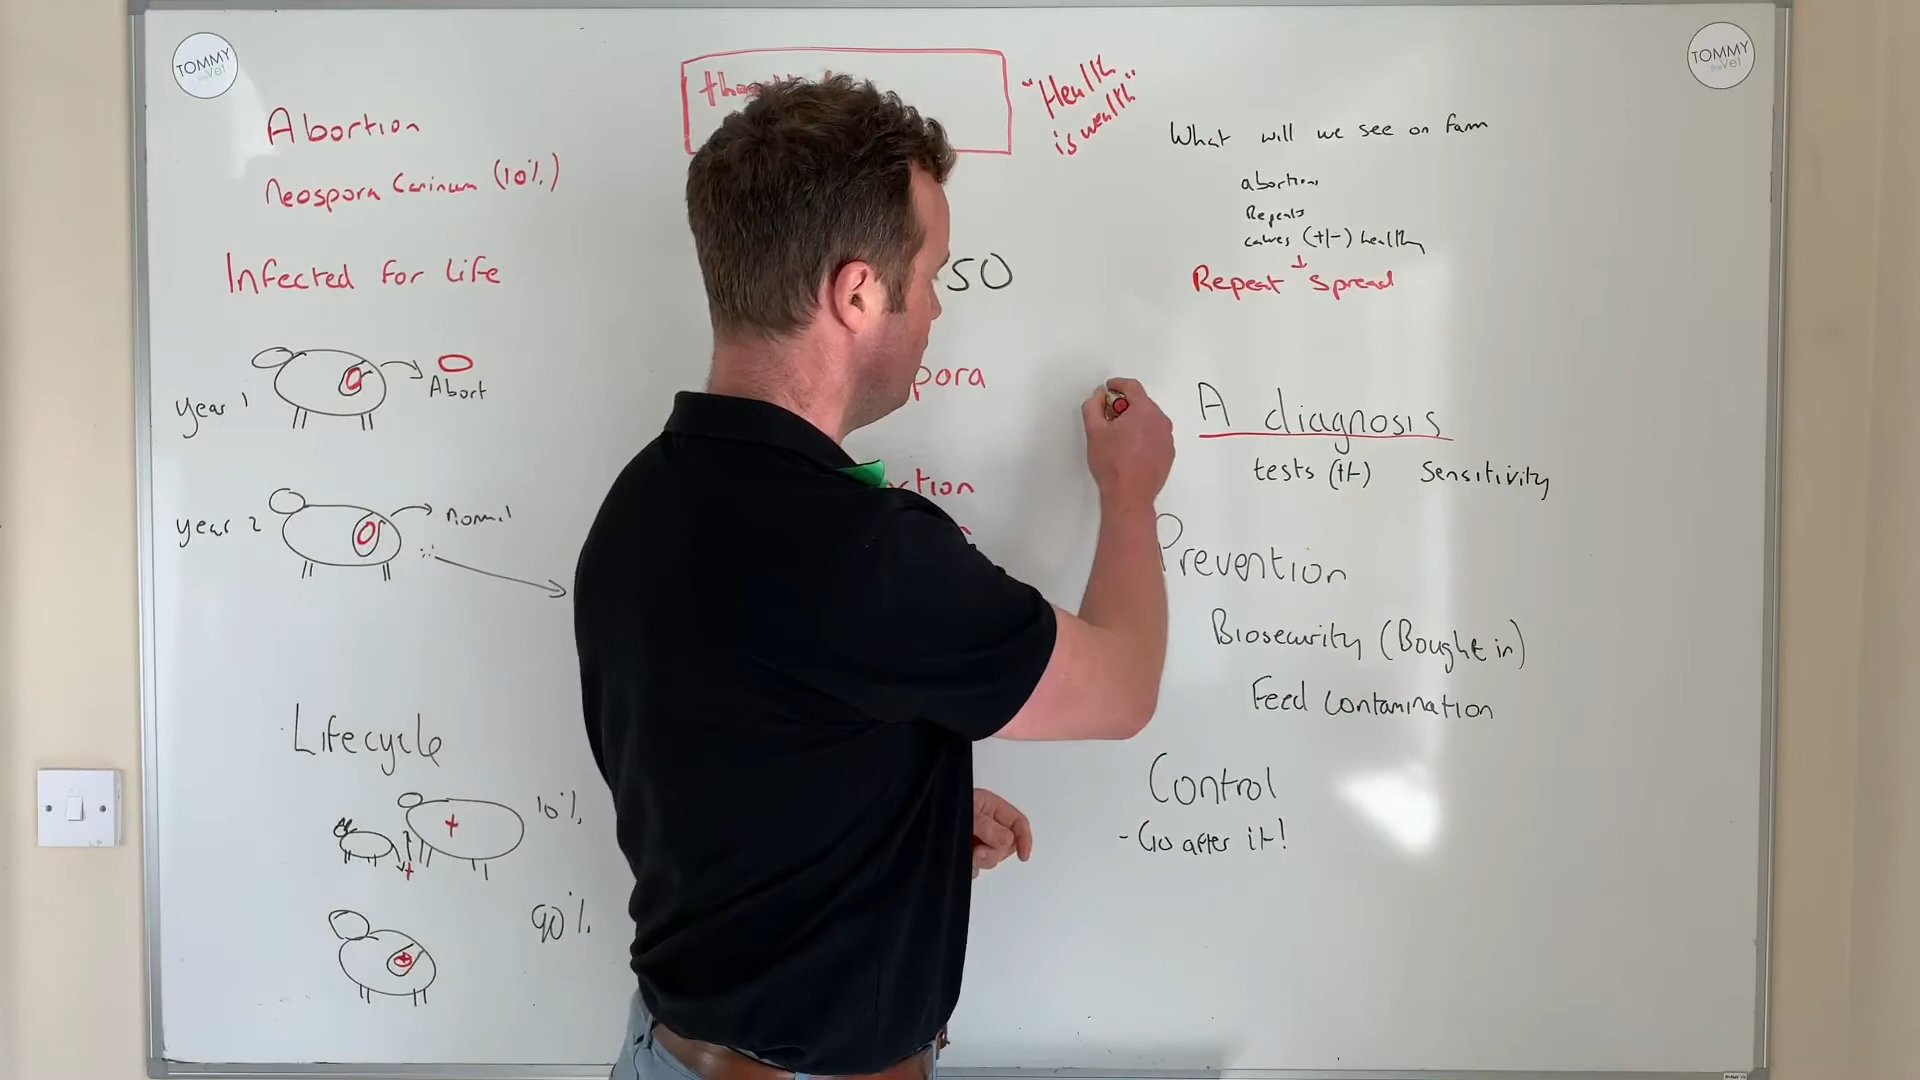 TOMMY
the Vet
Abortion
Neospora Caninum (10%)
Infected for Life
Year 1
Abort
Year 2
normal
Lifecycle
10%
90%
"Health
is wealth"
50
pora
ction
What will we see on farm
abortions
Repeats
calves (+/-) healthy
Repeat Spread
A diagnosis
tests (+/-) Sensitivity
Prevention
Biosecurity (Bought in)
Feed Contamination
Control
- Go after it!
TOMMY
the Vet